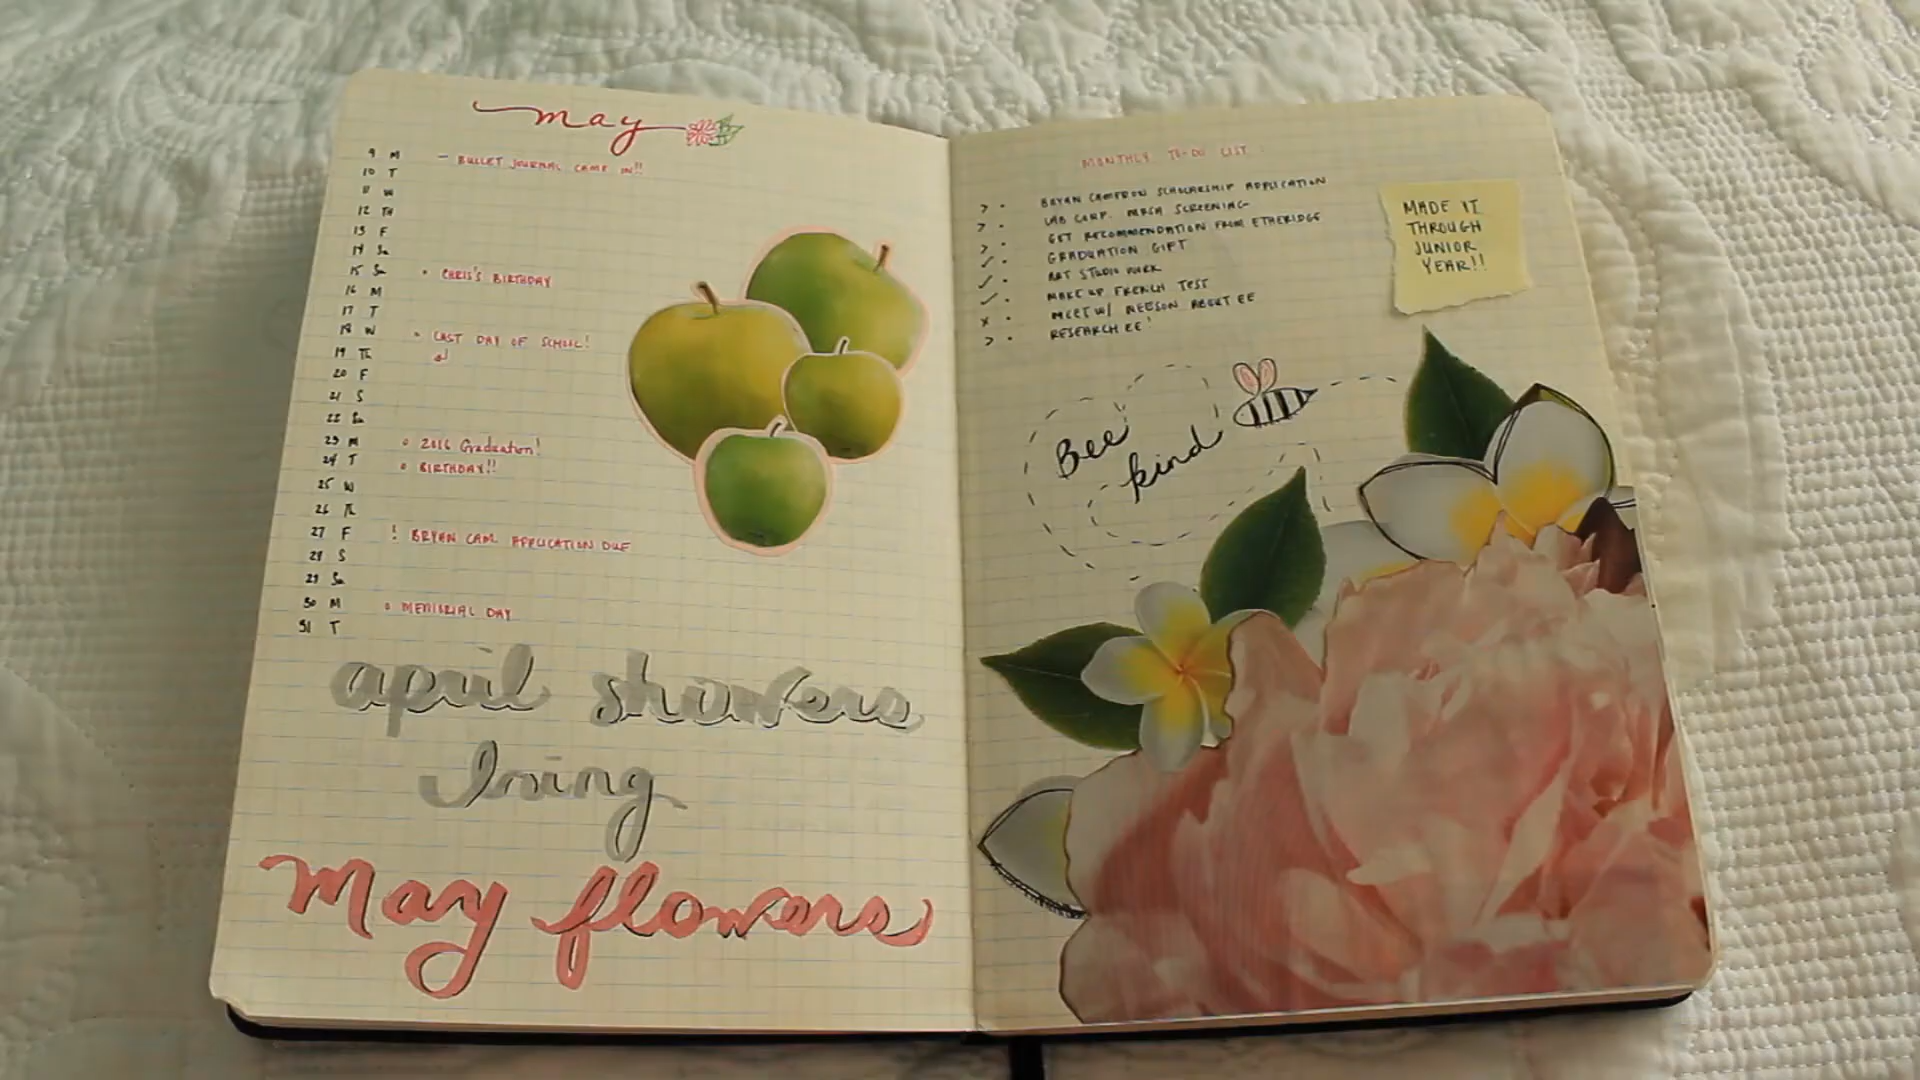 may
9 M - BULLET JOURNAL CAME IN!!
10 T
11 W
12 TH
13 F
14 Sa
15 Su • CHRIS'S BIRTHDAY
16 M
17 T
18 W • LAST DAY OF SCHOOL!
19 Th
20 F
21 S
22 Su
23 M o 2016 Graduation!
24 T o BIRTHDAY!!
25 W
26 Th
27 F ! BRYAN CAM. APPLICATION DUE
28 S
29 Su
30 M o MEMORIAL DAY
31 T
april showers
bring
May flowers
MONTHLY TO-DO LIST:
> • BRYAN CAMERON SCHOLARSHIP APPLICATION
> • LAB CORP. MRSA SCREENING
> • GET RECOMMENDATION FROM ETHERIDGE
✓ • GRADUATION GIFT
✓ • ART STUDIO WORK
✓ • MAKE UP FRENCH TEST
x • MEET W/ NEESON ABOUT EE
> • RESEARCH EE
MADE IT
THROUGH
JUNIOR
YEAR!!
Bee
kind